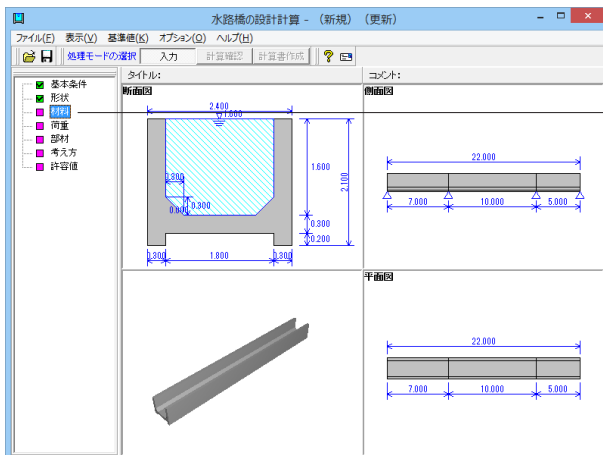 水路橋の設計計算 - （新規）（更新）
ファイル(F) 表示(V) 基準値(K) オプション(O) ヘルプ(H)
処理モードの選択 入力 計算確認 計算書作成
基本条件
形状
材料
荷重
部材
考え方
許容値
タイトル:
コメント:
断面図
2.400
1.600
2.100
0.300
0.300
0.200
0.300
1.800
0.300
側面図
22.000
7.000
10.000
5.000
平面図
22.000
7.000
10.000
5.000